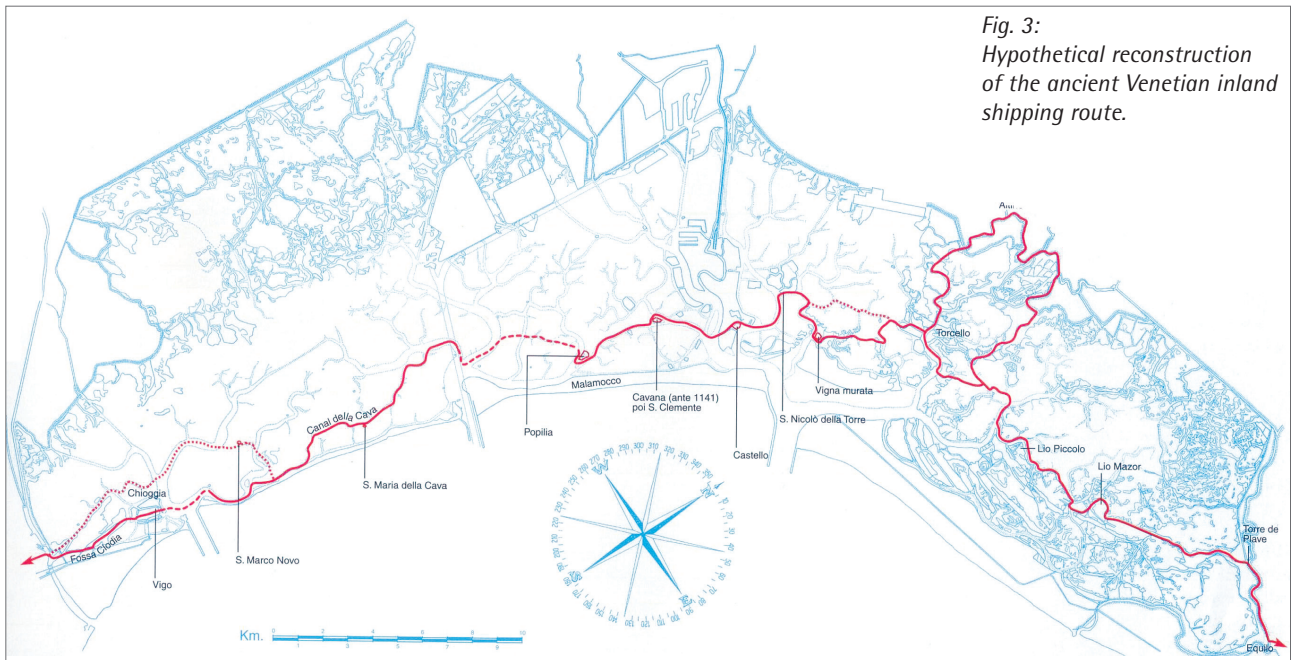 Fig. 3:
Hypothetical reconstruction
of the ancient Venetian inland
shipping route.
Torcello
Malamocco
Vigna murata
Cavana (ante 1141)
poi S. Clemente
S. Nicolò della Torre
Popilia
Castello
Canal della Cava
Lio Piccolo
Lio Mazor
S. Maria della Cava
Chioggia
Torre de
Piave
Fossa Clodia
S. Marco Novo
Vigo
Equilo
Km.
0 2 4 6 8 10
1 3 5 7 9